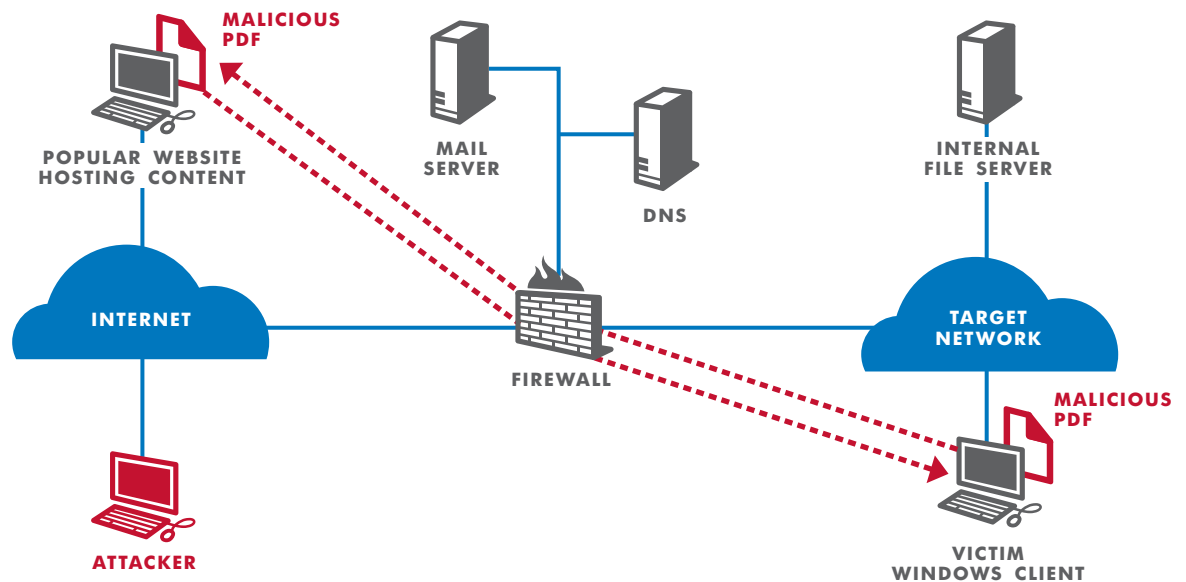 MALICIOUS
PDF
POPULAR WEBSITE
HOSTING CONTENT
MAIL
SERVER
DNS
INTERNAL
FILE SERVER
INTERNET
FIREWALL
TARGET
NETWORK
MALICIOUS
PDF
ATTACKER
VICTIM
WINDOWS CLIENT